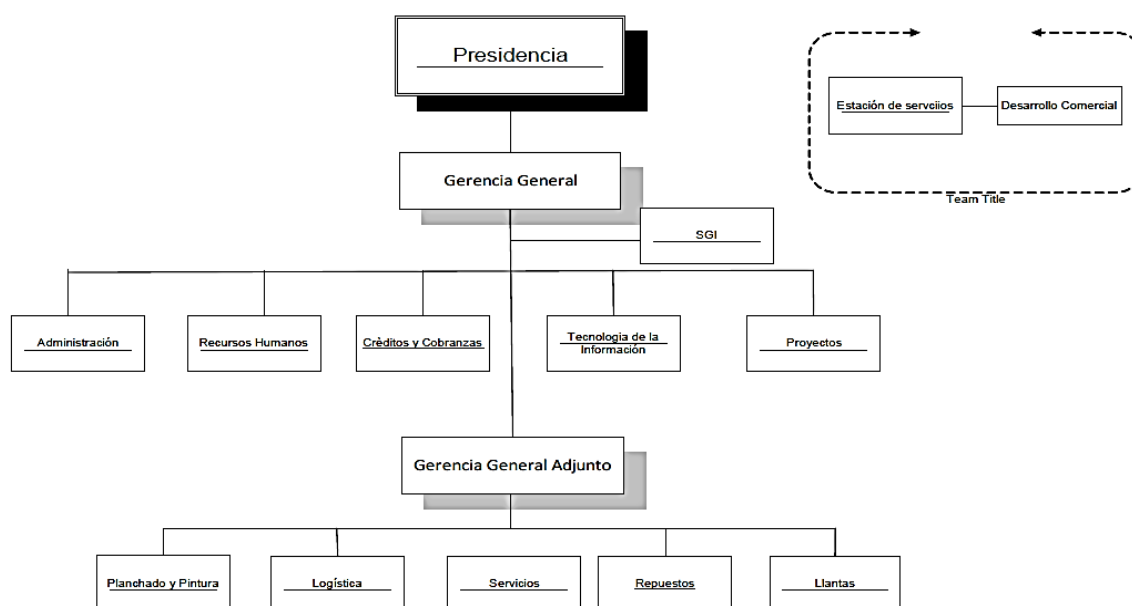 Presidencia
Estación de servciios
Desarrollo Comercial
Gerencia General
Team Title
SGI
Administración
Recursos Humanos
Crèditos y Cobranzas
Tecnologia de la
Información
Proyectos
Gerencia General Adjunto
Planchado y Pintura
Logística
Servicios
Repuestos
Llantas